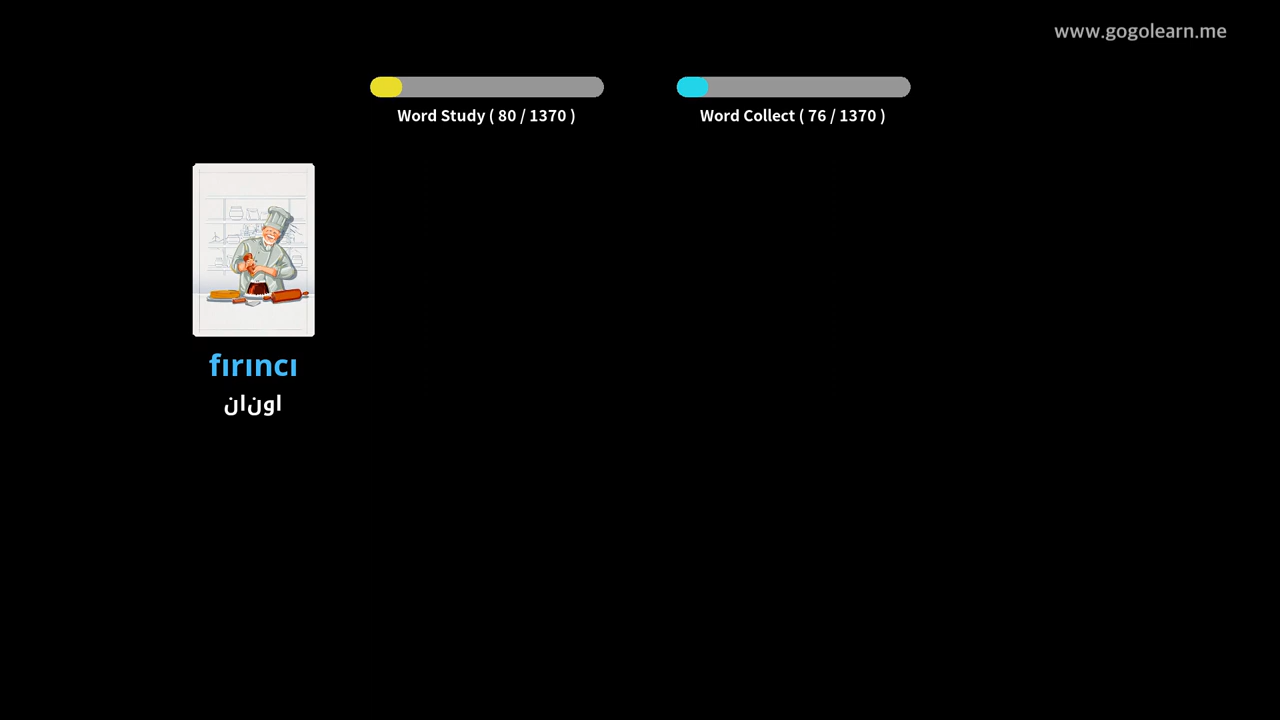 www.gogolearn.me
Word Study ( 80 / 1370 )
Word Collect ( 76 / 1370 )
fırıncı
اونان